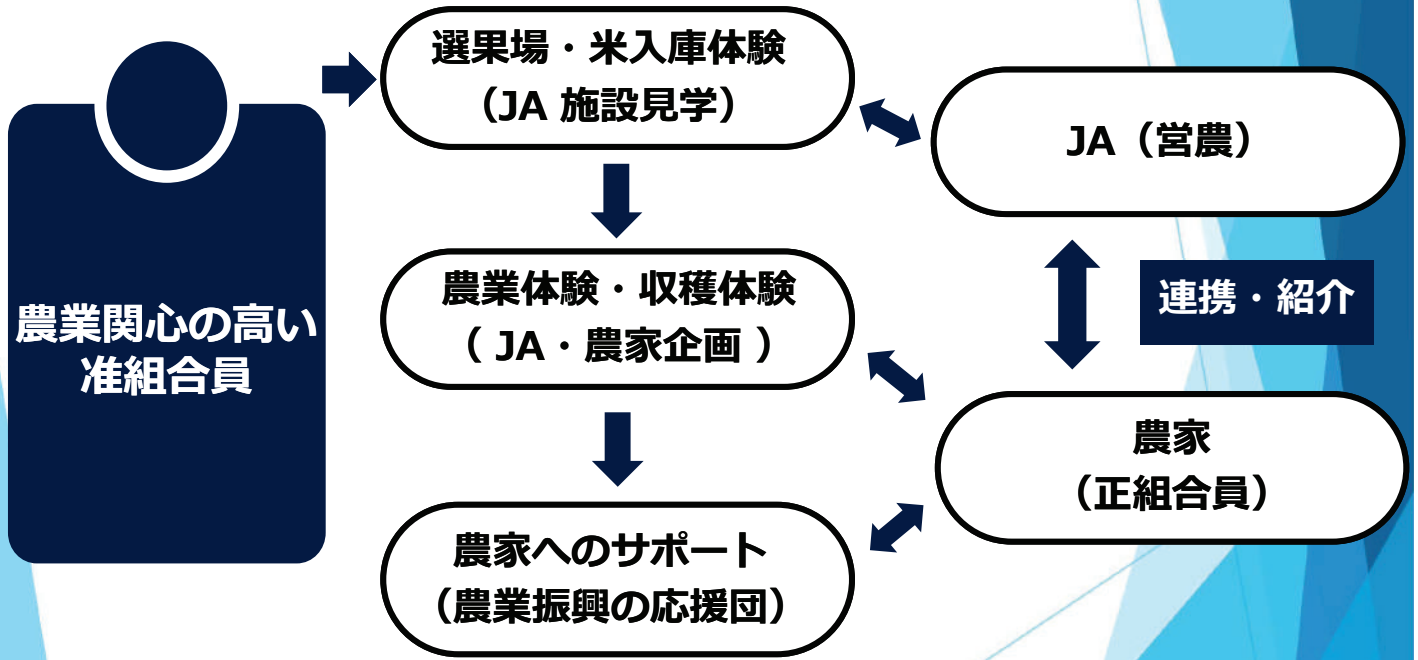 農業関心の高い
准組合員
選果場・米入庫体験
（JA 施設見学）
農業体験・収穫体験
（ JA・農家企画 ）
農家へのサポート
（農業振興の応援団）
JA（営農）
連携・紹介
農家
（正組合員）